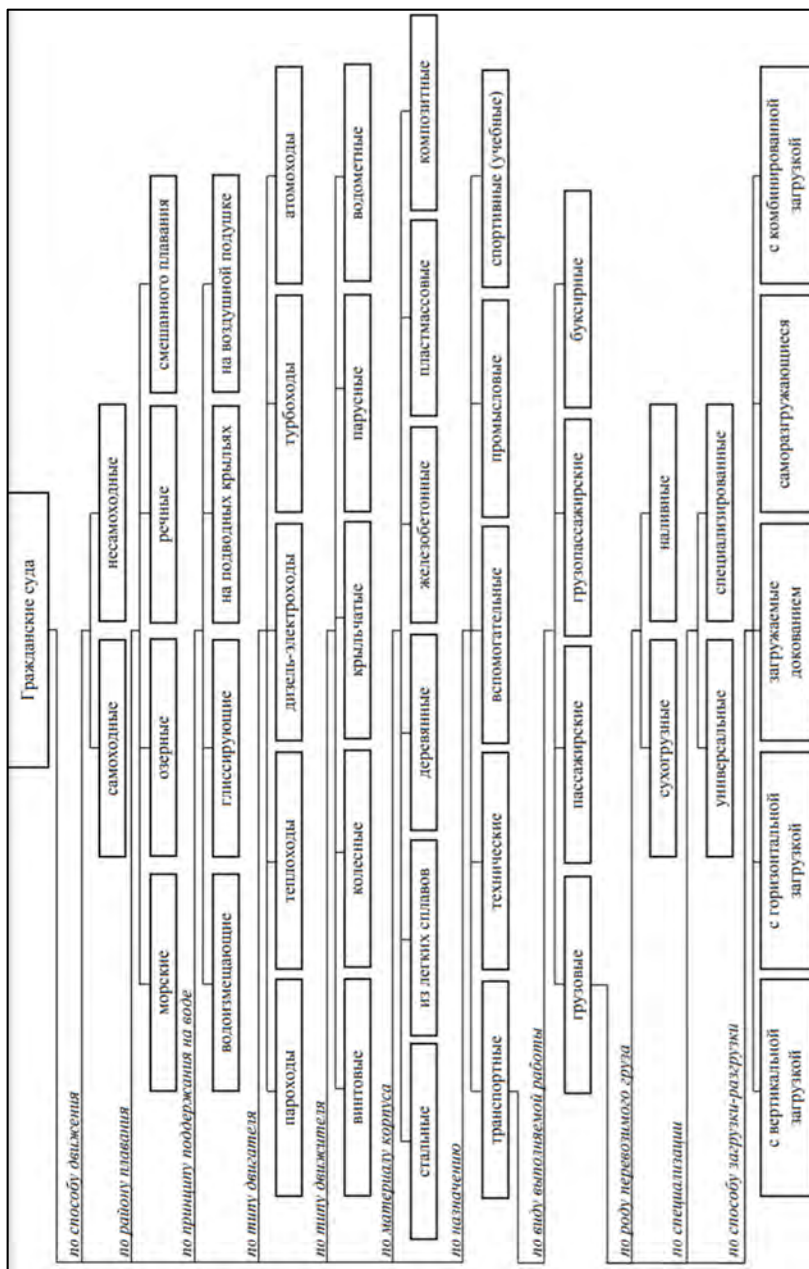 Гражданские суда
по способу движения
самоходные
несамоходные
по району плавания
морские
озерные
речные
смешанного плавания
по принципу поддержания на воде
водоизмещающие
глиссирующие
на подводных крыльях
на воздушной подушке
по типу двигателя
пароходы
теплоходы
дизель-электроходы
турбоходы
атомоходы
по типу движителя
винтовые
колесные
крыльчатые
парусные
водометные
по материалу корпуса
стальные
из легких сплавов
деревянные
железобетонные
пластмассовые
композитные
по назначению
транспортные
технические
вспомогательные
промысловые
спортивные (учебные)
по виду выполняемой работы
грузовые
пассажирские
грузопассажирские
буксирные
по роду перевозимого груза
сухогрузные
наливные
по специализации
универсальные
специализированные
по способу загрузки-разгрузки
с вертикальной
загрузкой
с горизонтальной
загрузкой
загружаемые
докованием
саморазгружающиеся
с комбинированной
загрузкой